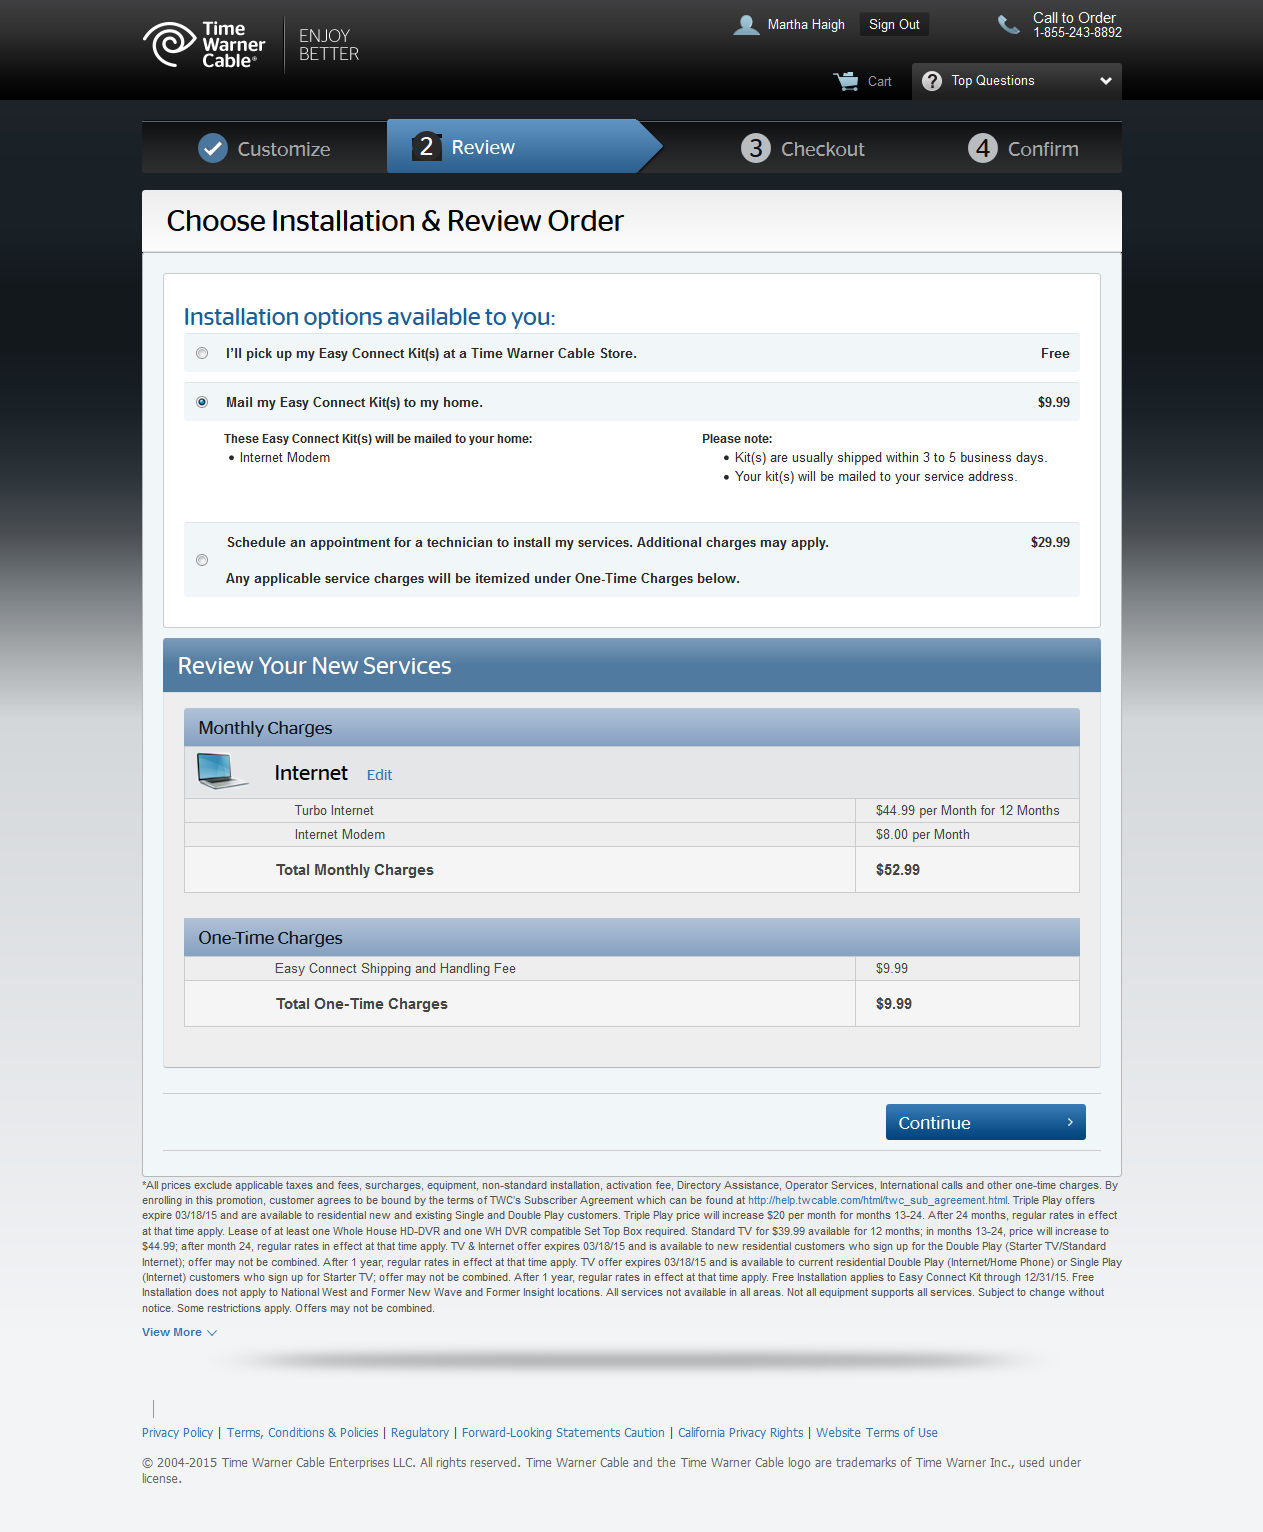 Time Warner Cable®
ENJOY BETTER
Martha Haigh
Sign Out
Call to Order
1-855-243-8892
Cart
? Top Questions
Customize
2 Review
3 Checkout
4 Confirm
Choose Installation & Review Order
Installation options available to you:
I'll pick up my Easy Connect Kit(s) at a Time Warner Cable Store. Free
Mail my Easy Connect Kit(s) to my home. $9.99
These Easy Connect Kit(s) will be mailed to your home:
• Internet Modem
Please note:
• Kit(s) are usually shipped within 3 to 5 business days.
• Your kit(s) will be mailed to your service address.
Schedule an appointment for a technician to install my services. Additional charges may apply. $29.99
Any applicable service charges will be itemized under One-Time Charges below.
Review Your New Services
Monthly Charges
Internet Edit
Turbo Internet $44.99 per Month for 12 Months
Internet Modem $8.00 per Month
Total Monthly Charges $52.99
One-Time Charges
Easy Connect Shipping and Handling Fee $9.99
Total One-Time Charges $9.99
Continue
*All prices exclude applicable taxes and fees, surcharges, equipment, non-standard installation, activation fee, Directory Assistance, Operator Services, International calls and other one-time charges. By
enrolling in this promotion, customer agrees to be bound by the terms of TWC's Subscriber Agreement which can be found at http://help.twcable.com/html/twc_sub_agreement.html. Triple Play offers
expire 03/18/15 and are available to residential new and existing Single and Double Play customers. Triple Play price will increase $20 per month for months 13-24. After 24 months, regular rates in effect
at that time apply. Lease of at least one Whole House HD-DVR and one WH DVR compatible Set Top Box required. Standard TV for $39.99 available for 12 months; in months 13-24, price will increase to
$44.99; after month 24, regular rates in effect at that time apply. TV & Internet offer expires 03/18/15 and is available to new residential customers who sign up for the Double Play (Starter TV/Standard
Internet); offer may not be combined. After 1 year, regular rates in effect at that time apply. TV offer expires 03/18/15 and is available to current residential Double Play (Internet/Home Phone) or Single Play
(Internet) customers who sign up for Starter TV; offer may not be combined. After 1 year, regular rates in effect at that time apply. Free Installation applies to Easy Connect Kit through 12/31/15. Free
Installation does not apply to National West and Former New Wave and Former Insight locations. All services not available in all areas. Not all equipment supports all services. Subject to change without
notice. Some restrictions apply. Offers may not be combined.
View More
Privacy Policy | Terms, Conditions & Policies | Regulatory | Forward-Looking Statements Caution | California Privacy Rights | Website Terms of Use
© 2004-2015 Time Warner Cable Enterprises LLC. All rights reserved. Time Warner Cable and the Time Warner Cable logo are trademarks of Time Warner Inc., used under
license.